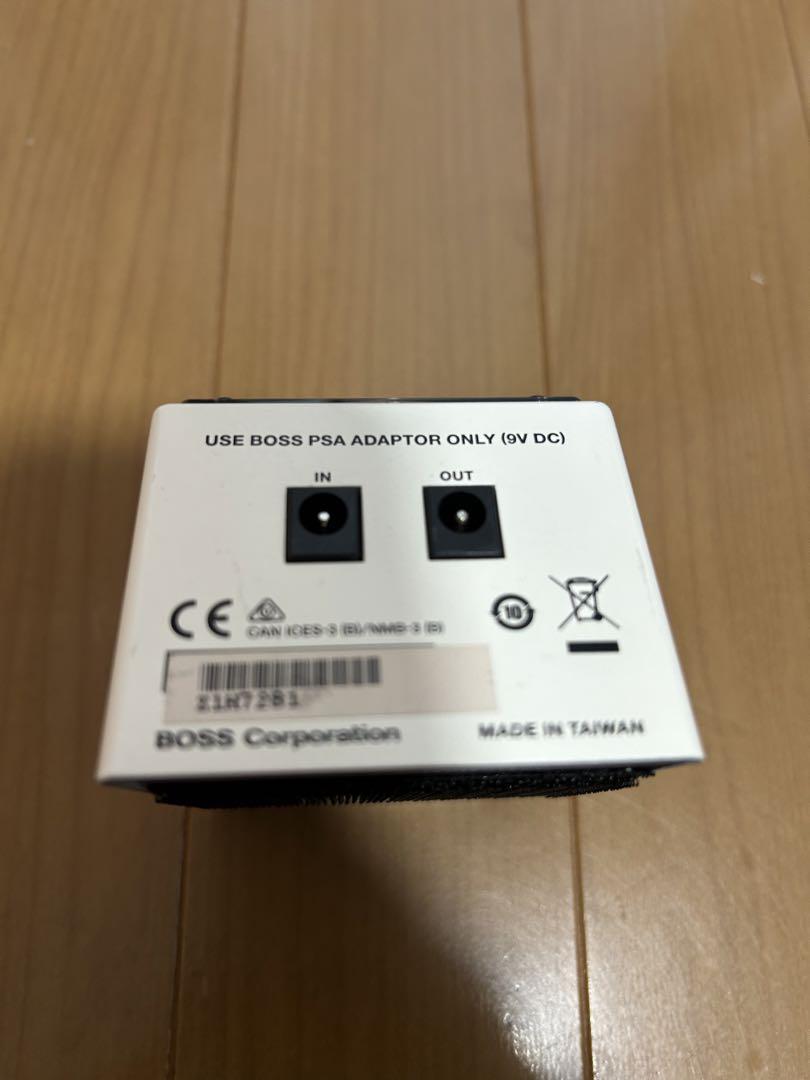 USE BOSS PSA ADAPTOR ONLY (9V DC)
IN OUT
CE
CAN ICES-3 (B)/NMB-3 (B)
10
Z1H7281
BOSS Corporation
MADE IN TAIWAN